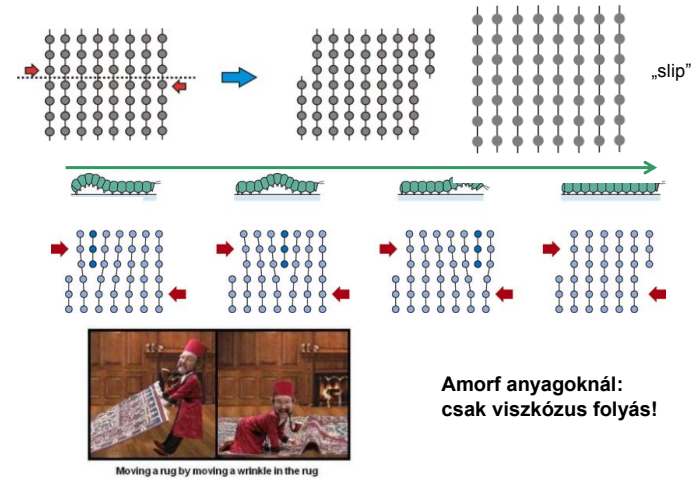 „slip”
Amorf anyagoknál:
csak viszkózus folyás!
Moving a rug by moving a wrinkle in the rug